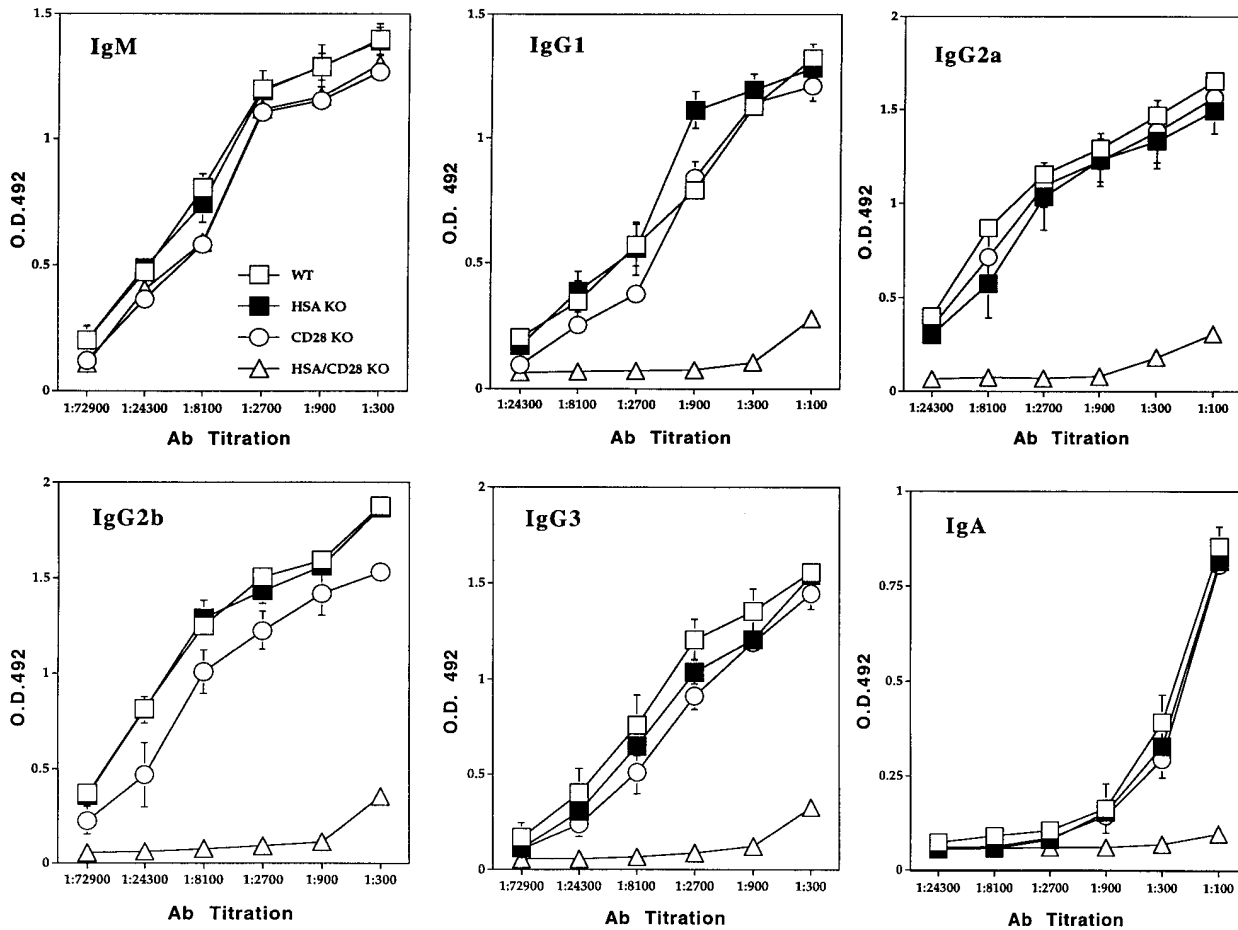 IgM
1.5
1
0.5
0
O.D.492
WT
HSA KO
CD28 KO
HSA/CD28 KO
1:72900 1:24300 1:8100 1:2700 1:900 1:300
Ab Titration
IgG1
1.5
1
0.5
0
O.D. 492
1:24300 1:8100 1:2700 1:900 1:300 1:100
Ab Titration
IgG2a
2
1.5
1
0.5
0
O.D.492
1:24300 1:8100 1:2700 1:900 1:300 1:100
Ab Titration
IgG2b
2
1.5
1
0.5
0
O.D.492
1:72900 1:24300 1:8100 1:2700 1:900 1:300
Ab Titration
IgG3
2
1.5
1
0.5
0
O.D. 492
1:72900 1:24300 1:8100 1:2700 1:900 1:300
Ab Titration
IgA
1
0.75
0.5
0.25
0
O.D.492
1:24300 1:8100 1:2700 1:900 1:300 1:100
Ab Titration